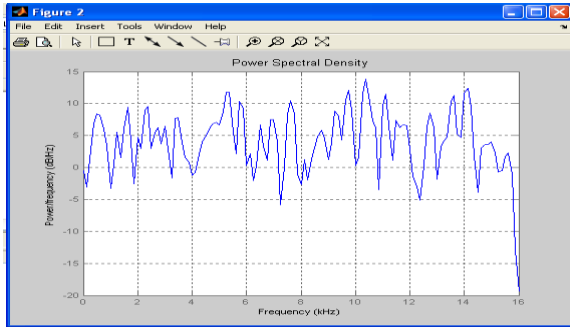 Figure 2
File Edit Insert Tools Window Help
T
Power Spectral Density
Power/frequency (dB/Hz)
15
10
5
0
-5
-10
-15
-20
0 2 4 6 8 10 12 14 16
Frequency (kHz)